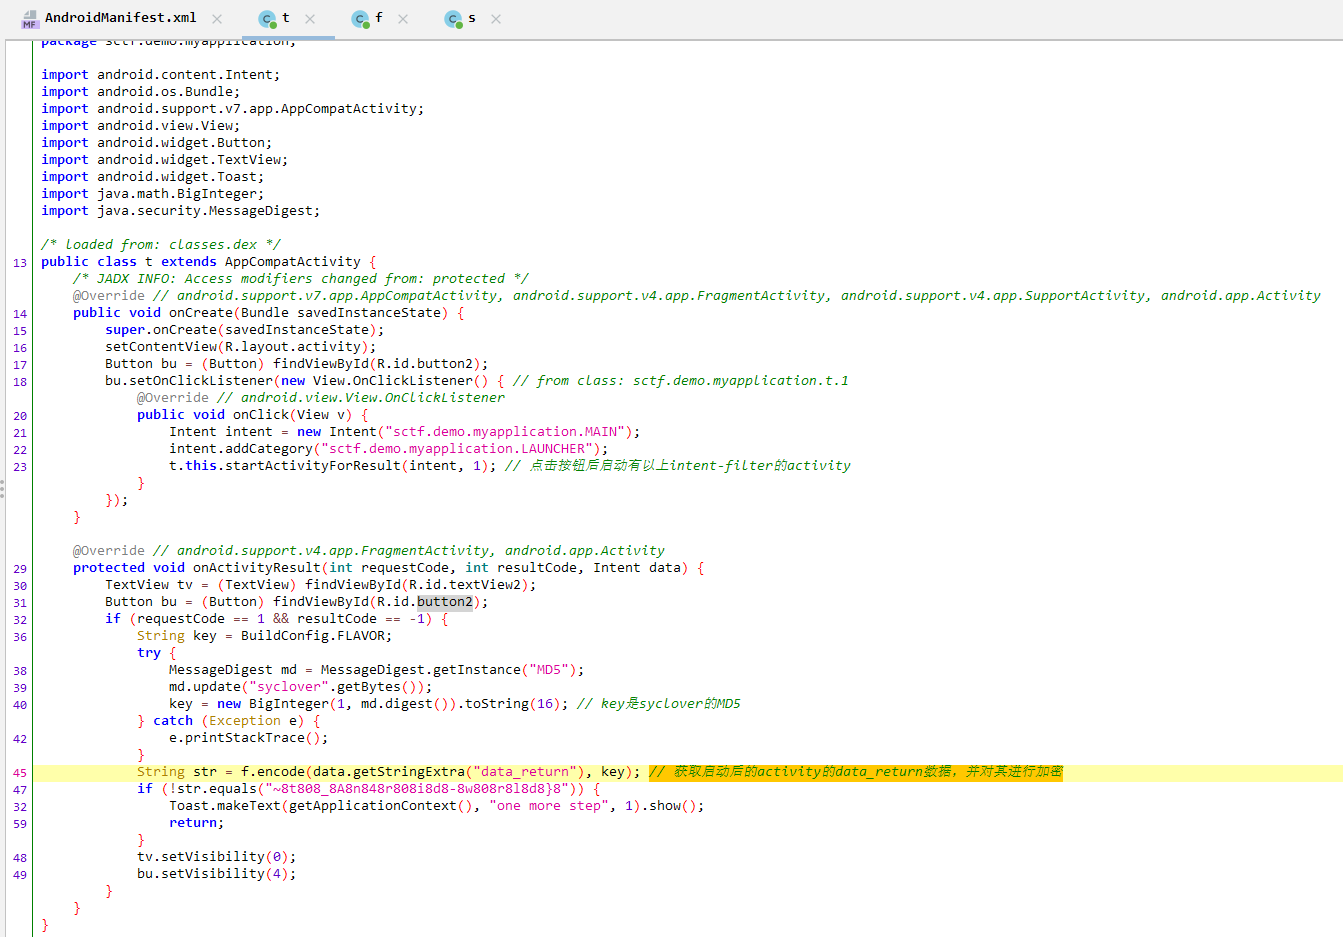 AndroidManifest.xml
t
f
s
package sctf.demo.myapplication;
import android.content.Intent;
import android.os.Bundle;
import android.support.v7.app.AppCompatActivity;
import android.view.View;
import android.widget.Button;
import android.widget.TextView;
import android.widget.Toast;
import java.math.BigInteger;
import java.security.MessageDigest;
/* loaded from: classes.dex */
13 public class t extends AppCompatActivity {
/* JADX INFO: Access modifiers changed from: protected */
@Override // android.support.v7.app.AppCompatActivity, android.support.v4.app.FragmentActivity, android.support.v4.app.SupportActivity, android.app.Activity
14 public void onCreate(Bundle savedInstanceState) {
15 super.onCreate(savedInstanceState);
16 setContentView(R.layout.activity);
17 Button bu = (Button) findViewById(R.id.button2);
18 bu.setOnClickListener(new View.OnClickListener() { // from class: sctf.demo.myapplication.t.1
@Override // android.view.View.OnClickListener
20 public void onClick(View v) {
21 Intent intent = new Intent("sctf.demo.myapplication.MAIN");
22 intent.addCategory("sctf.demo.myapplication.LAUNCHER");
23 t.this.startActivityForResult(intent, 1); // 点击按钮后启动有以上intent-filter的activity
}
});
}
@Override // android.support.v4.app.FragmentActivity, android.app.Activity
29 protected void onActivityResult(int requestCode, int resultCode, Intent data) {
30 TextView tv = (TextView) findViewById(R.id.textView2);
31 Button bu = (Button) findViewById(R.id.button2);
32 if (requestCode == 1 && resultCode == -1) {
36 String key = BuildConfig.FLAVOR;
try {
38 MessageDigest md = MessageDigest.getInstance("MD5");
39 md.update("syclover".getBytes());
40 key = new BigInteger(1, md.digest()).toString(16); // key是syclover的MD5
} catch (Exception e) {
42 e.printStackTrace();
}
45 String str = f.encode(data.getStringExtra("data_return"), key); // 获取启动后的activity的data_return数据，并对其进行加密
47 if (!str.equals("~8t808_8A8n848r808i8d8-8w808r8l8d8}8")) {
32 Toast.makeText(getApplicationContext(), "one more step", 1).show();
59 return;
}
48 tv.setVisibility(0);
49 bu.setVisibility(4);
}
}
}